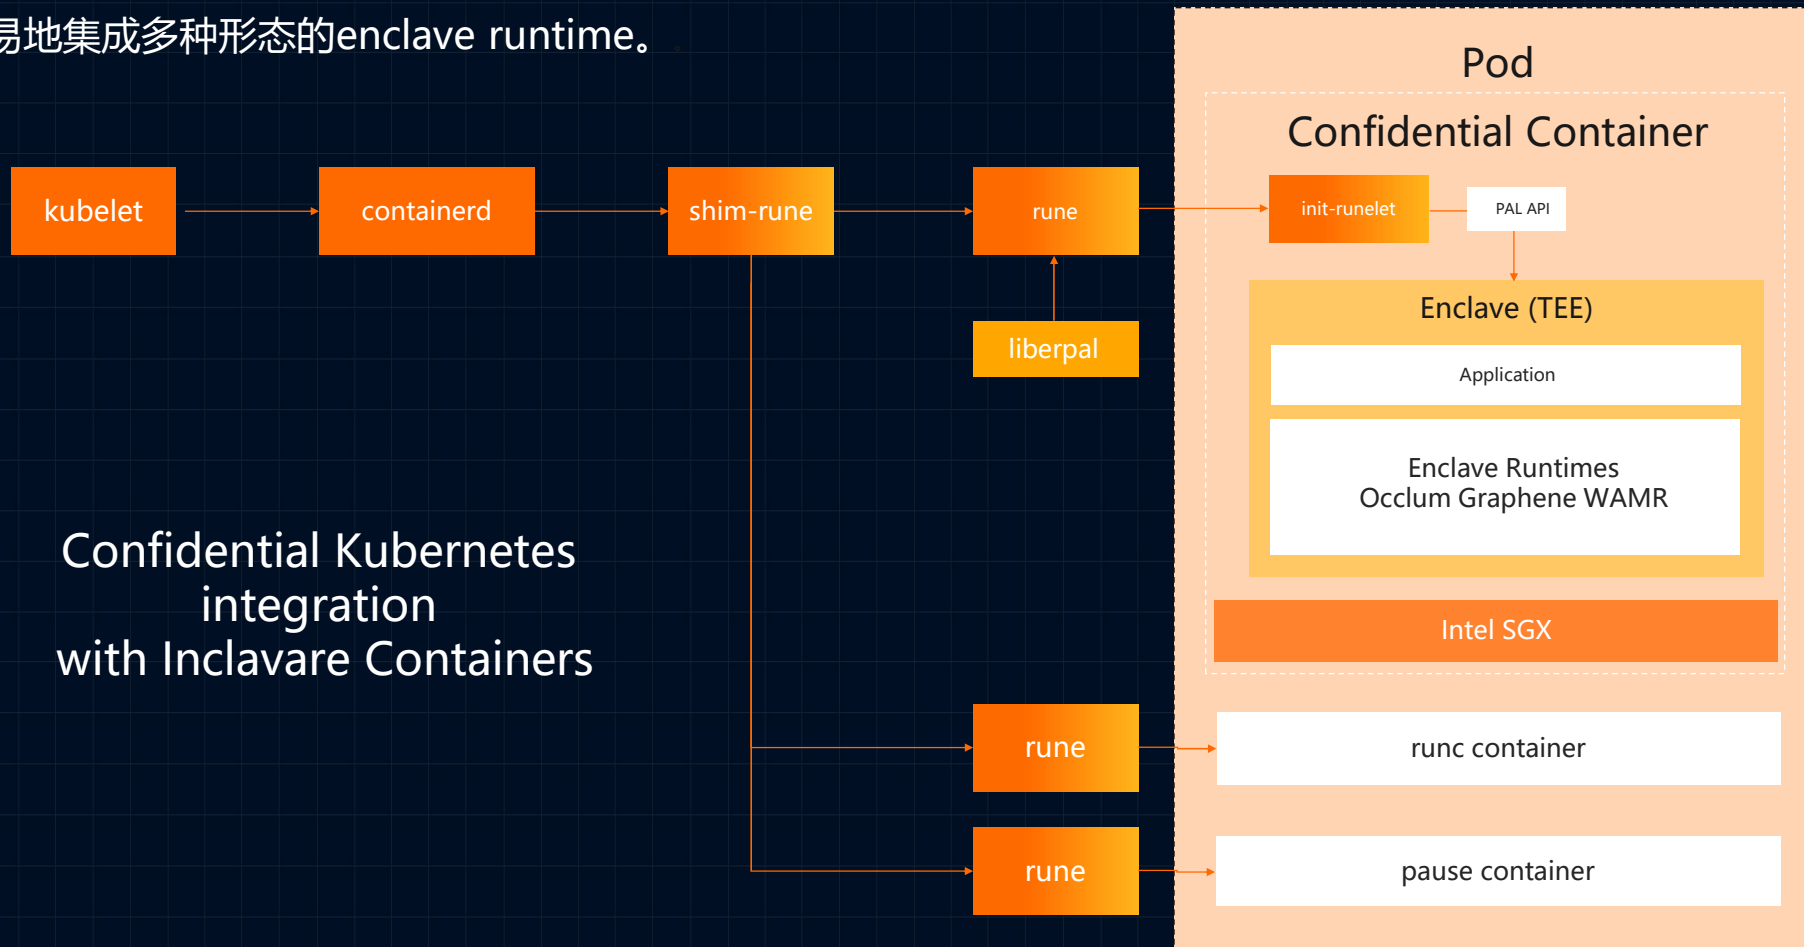 易地集成多种形态的enclave runtime。
Pod
Confidential Container
kubelet
containerd
shim-rune
rune
init-runelet
PAL API
liberpal
Enclave (TEE)
Application
Enclave Runtimes
Occlum Graphene WAMR
Intel SGX
Confidential Kubernetes
integration
with Inclavare Containers
rune
runc container
rune
pause container